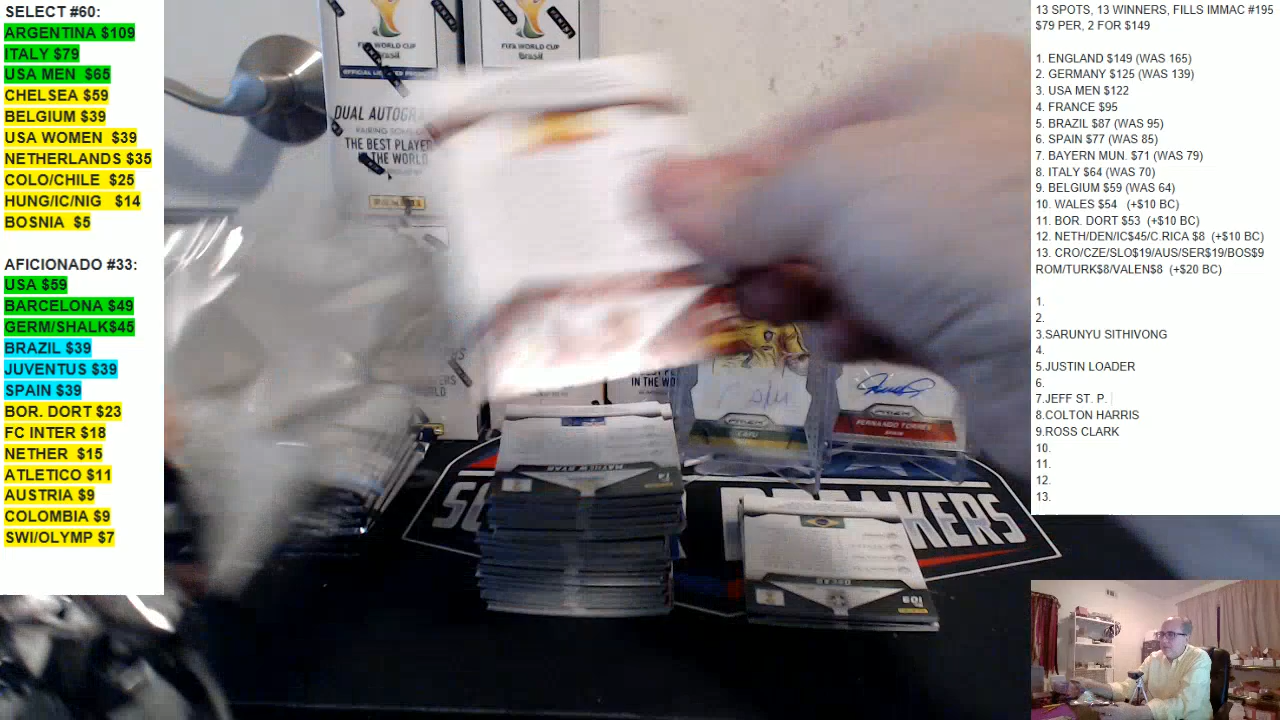 SELECT #60:
ARGENTINA $109
ITALY $79
USA MEN $65
CHELSEA $59
BELGIUM $39
USA WOMEN $39
NETHERLANDS $35
COLO/CHILE $25
HUNG/IC/NIG $14
BOSNIA $5
AFICIONADO #33:
USA $59
BARCELONA $49
GERM/SHALK$45
BRAZIL $39
JUVENTUS $39
SPAIN $39
BOR. DORT $23
FC INTER $18
NETHER $15
ATLETICO $11
AUSTRIA $9
COLOMBIA $9
SWI/OLYMP $7
FIFA WORLD CUP
Brasil
FIFA WORLD CUP
Brasil
DUAL
THE BEST
THE WORLD
PANINI
IN THE
CAFU
PRIZM
FERNANDO TORRES
SPAIN
KERS
13 SPOTS, 13 WINNERS, FILLS IMMAC #195
$79 PER, 2 FOR $149
1. ENGLAND $149 (WAS 165)
2. GERMANY $125 (WAS 139)
3. USA MEN $122
4. FRANCE $95
5. BRAZIL $87 (WAS 95)
6. SPAIN $77 (WAS 85)
7. BAYERN MUN. $71 (WAS 79)
8. ITALY $64 (WAS 70)
9. BELGIUM $59 (WAS 64)
10. WALES $54 (+$10 BC)
11. BOR. DORT $53 (+$10 BC)
12. NETH/DEN/IC$45/C.RICA $8 (+$10 BC)
13. CRO/CZE/SLO$19/AUS/SER$19/BOS$9
ROM/TURK$8/VALEN$8 (+$20 BC)
1.
2.
3.SARUNYU SITHIVONG
4.
5.JUSTIN LOADER
6.
7.JEFF ST. P.
8.COLTON HARRIS
9.ROSS CLARK
10.
11.
12.
13.